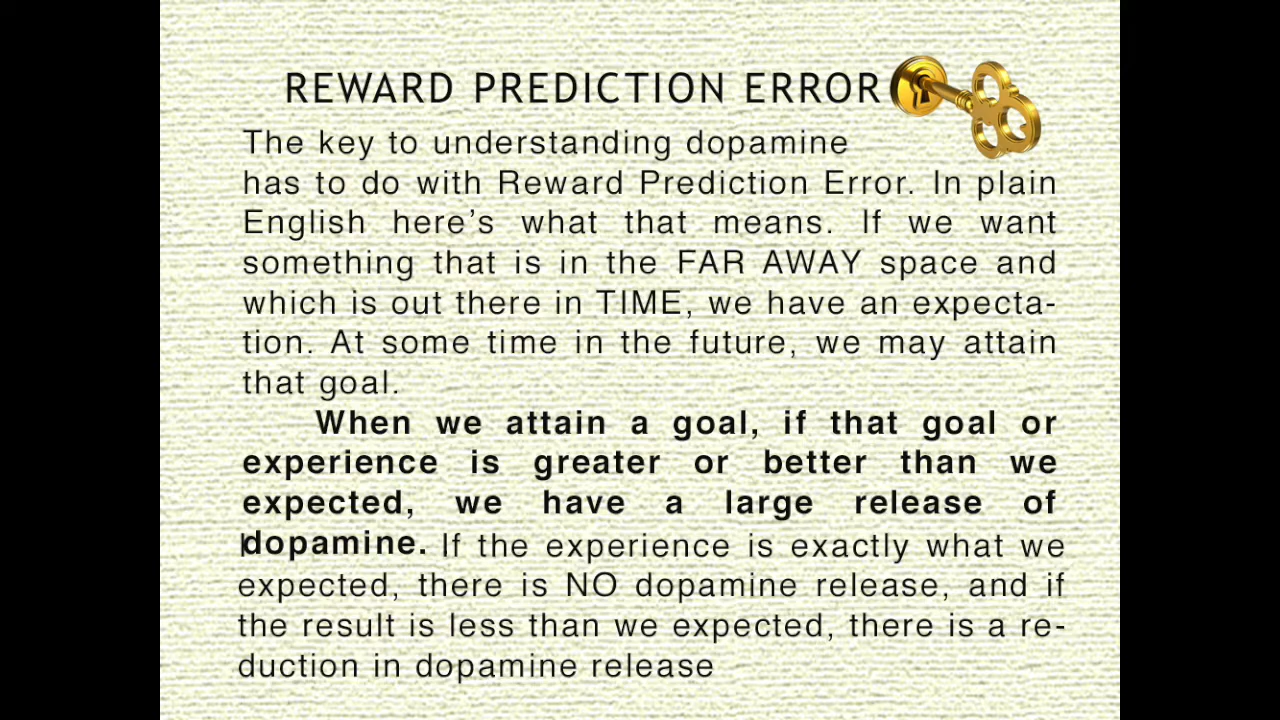 REWARD PREDICTION ERROR
The key to understanding dopamine
has to do with Reward Prediction Error. In plain
English here’s what that means. If we want
something that is in the FAR AWAY space and
which is out there in TIME, we have an expecta-
tion. At some time in the future, we may attain
that goal.
When we attain a goal, if that goal or
experience is greater or better than we
expected, we have a large release of
dopamine. If the experience is exactly what we
expected, there is NO dopamine release, and if
the result is less than we expected, there is a re-
duction in dopamine release